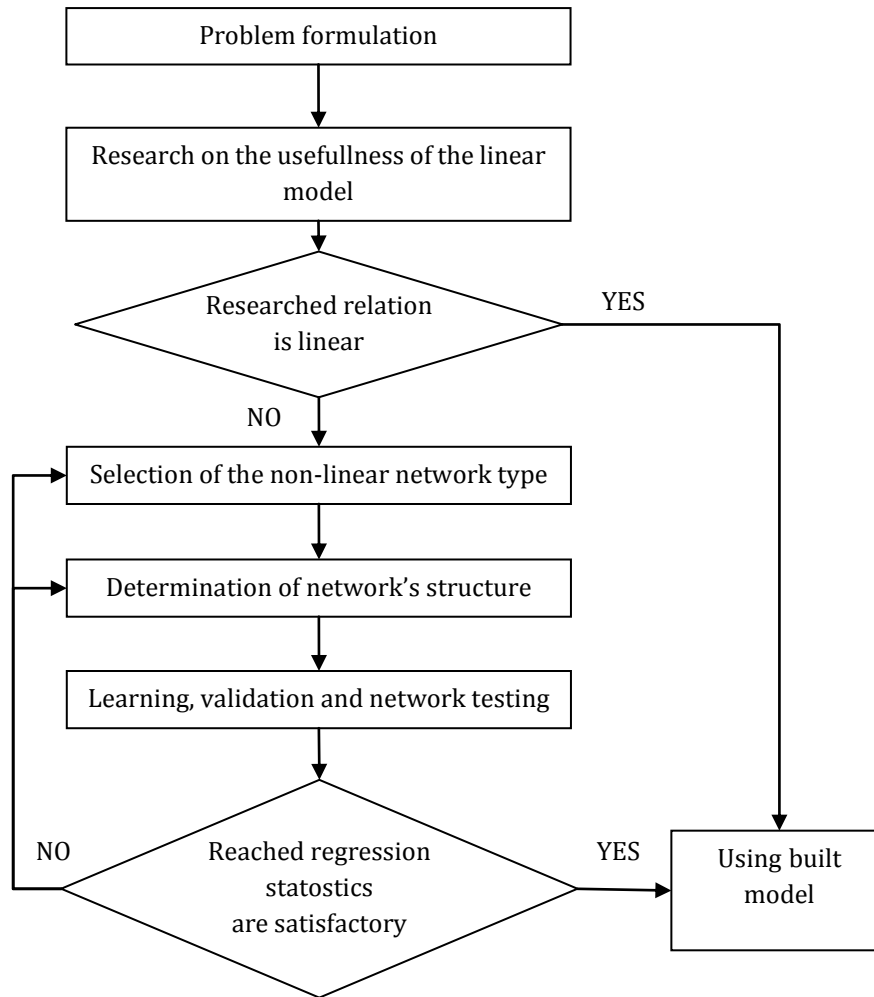 Problem formulation
Research on the usefullness of the linear
model
Researched relation
is linear
YES
NO
Selection of the non-linear network type
Determination of network’s structure
Learning, validation and network testing
NO
Reached regression
statostics
are satisfactory
YES
Using built
model